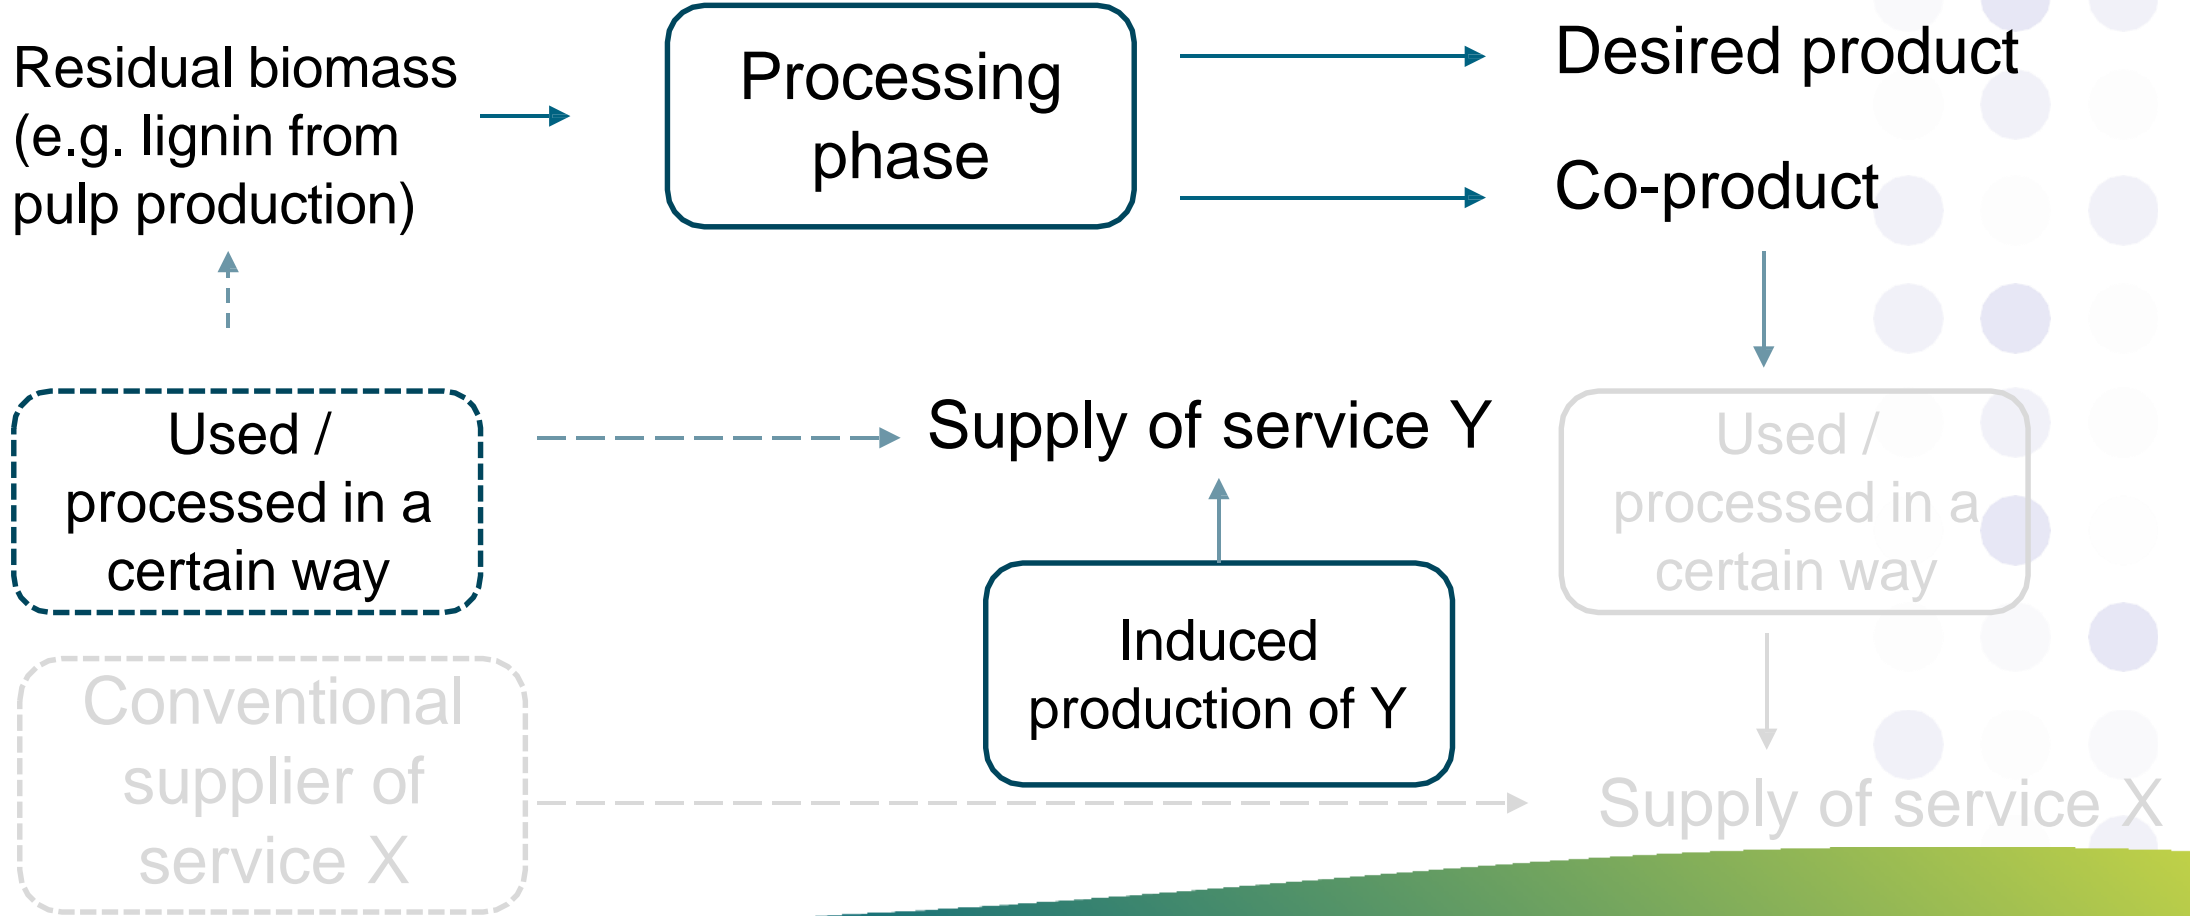 Residual biomass
(e.g. lignin from
pulp production)
Processing
phase
Desired product
Co-product
Used /
processed in a
certain way
Supply of service Y
Used /
processed in a
certain way
Induced
production of Y
Conventional
supplier of
service X
Supply of service X